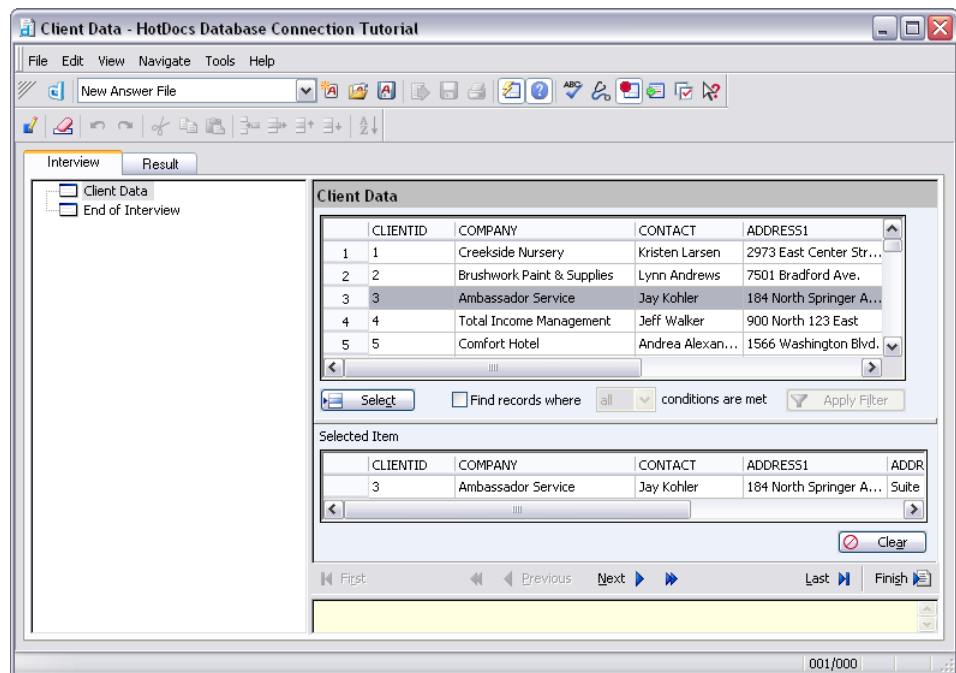 Client Data - HotDocs Database Connection Tutorial
File Edit View Navigate Tools Help
New Answer File
ABC
A
Z
Interview Result
Client Data
End of Interview
Client Data
CLIENTID COMPANY CONTACT ADDRESS1
1 1 Creekside Nursery Kristen Larsen 2973 East Center Str...
2 2 Brushwork Paint & Supplies Lynn Andrews 7501 Bradford Ave.
3 3 Ambassador Service Jay Kohler 184 North Springer A...
4 4 Total Income Management Jeff Walker 900 North 123 East
5 5 Comfort Hotel Andrea Alexan... 1566 Washington Blvd.
Select Find records where all conditions are met Apply Filter
Selected Item
CLIENTID COMPANY CONTACT ADDRESS1 ADDR
3 Ambassador Service Jay Kohler 184 North Springer A... Suite
Clear
First Previous Next Last Finish
001/000